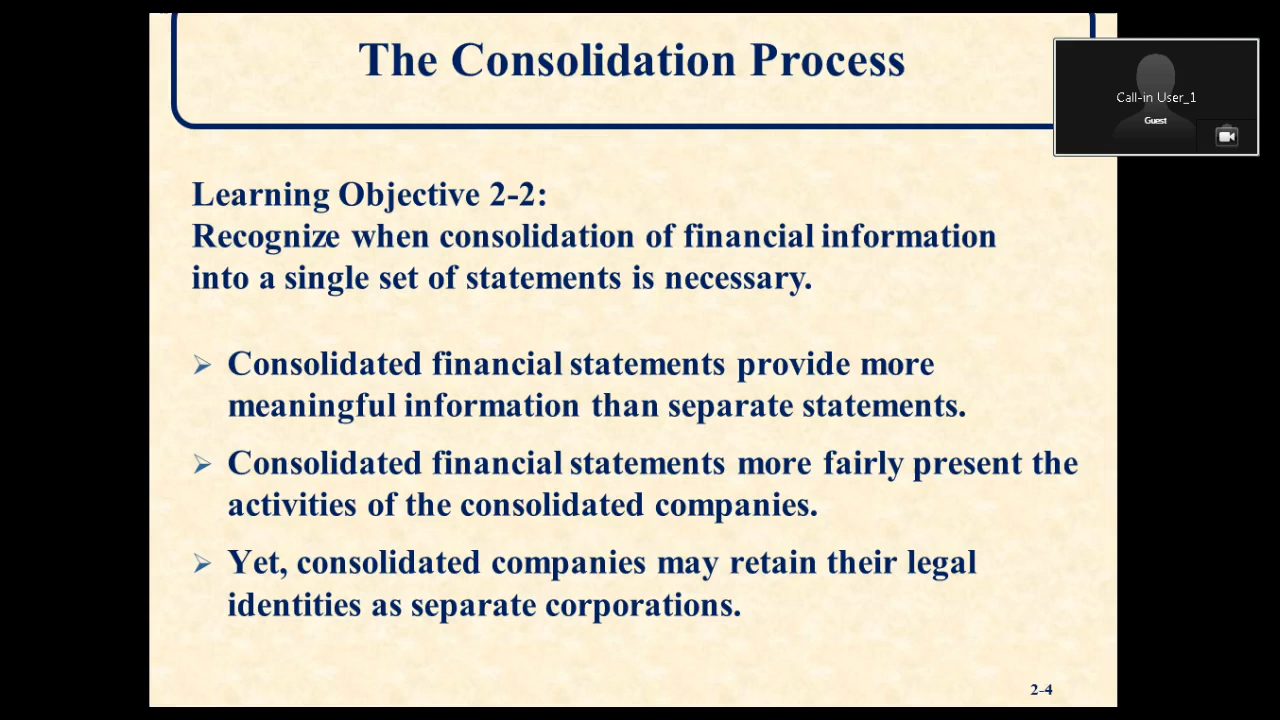 The Consolidation Process
Call-in User_1
Guest
Learning Objective 2-2:
Recognize when consolidation of financial information
into a single set of statements is necessary.
➢ Consolidated financial statements provide more
meaningful information than separate statements.
➢ Consolidated financial statements more fairly present the
activities of the consolidated companies.
➢ Yet, consolidated companies may retain their legal
identities as separate corporations.
2-4